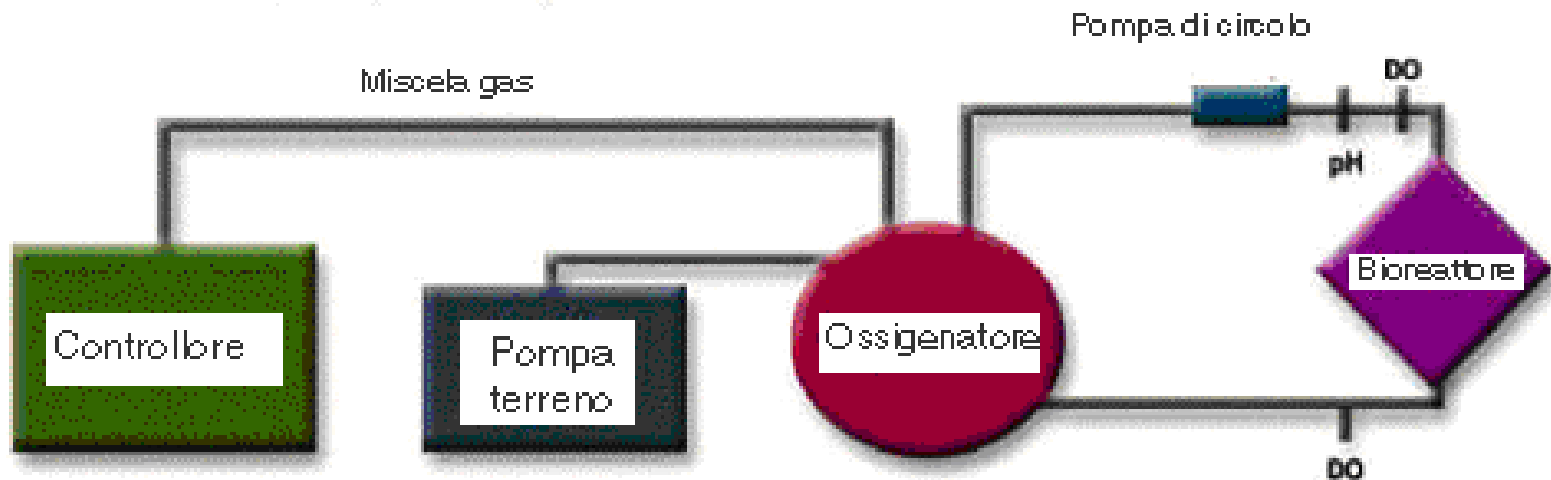 Pompa di circolo
Miscela gas
DO
pH
Bioreattore
Controllore
Ossigenatore
Pompa
terreno
DO